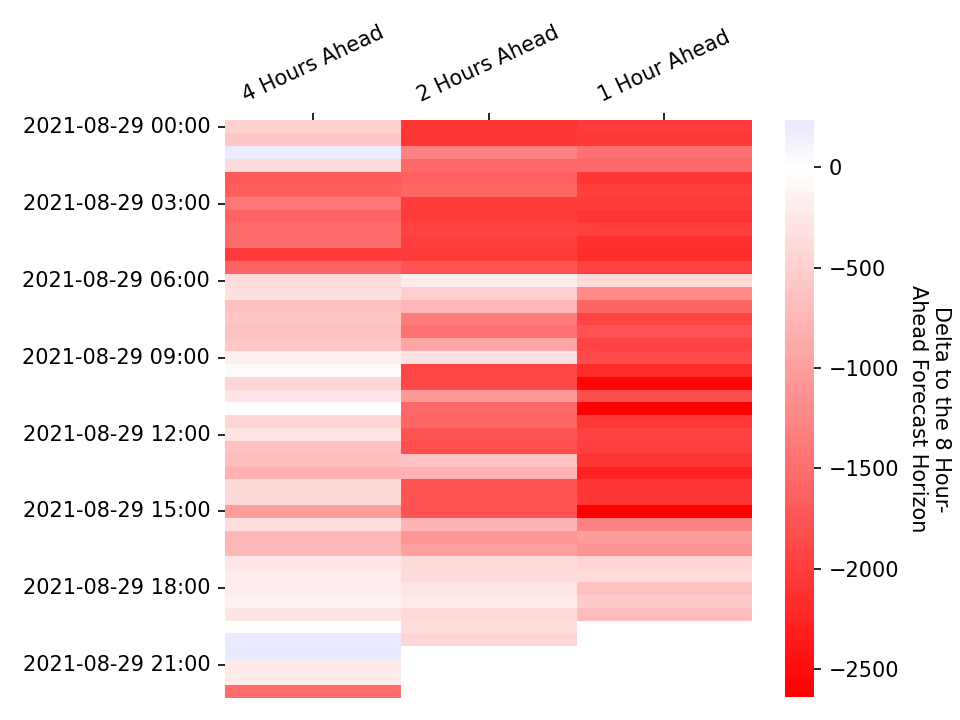 4 Hours Ahead
2 Hours Ahead
1 Hour Ahead
2021-08-29 00:00
2021-08-29 03:00
2021-08-29 06:00
2021-08-29 09:00
2021-08-29 12:00
2021-08-29 15:00
2021-08-29 18:00
2021-08-29 21:00
0
−500
−1000
−1500
−2000
−2500
Delta to the 8 Hour-
Ahead Forecast Horizon